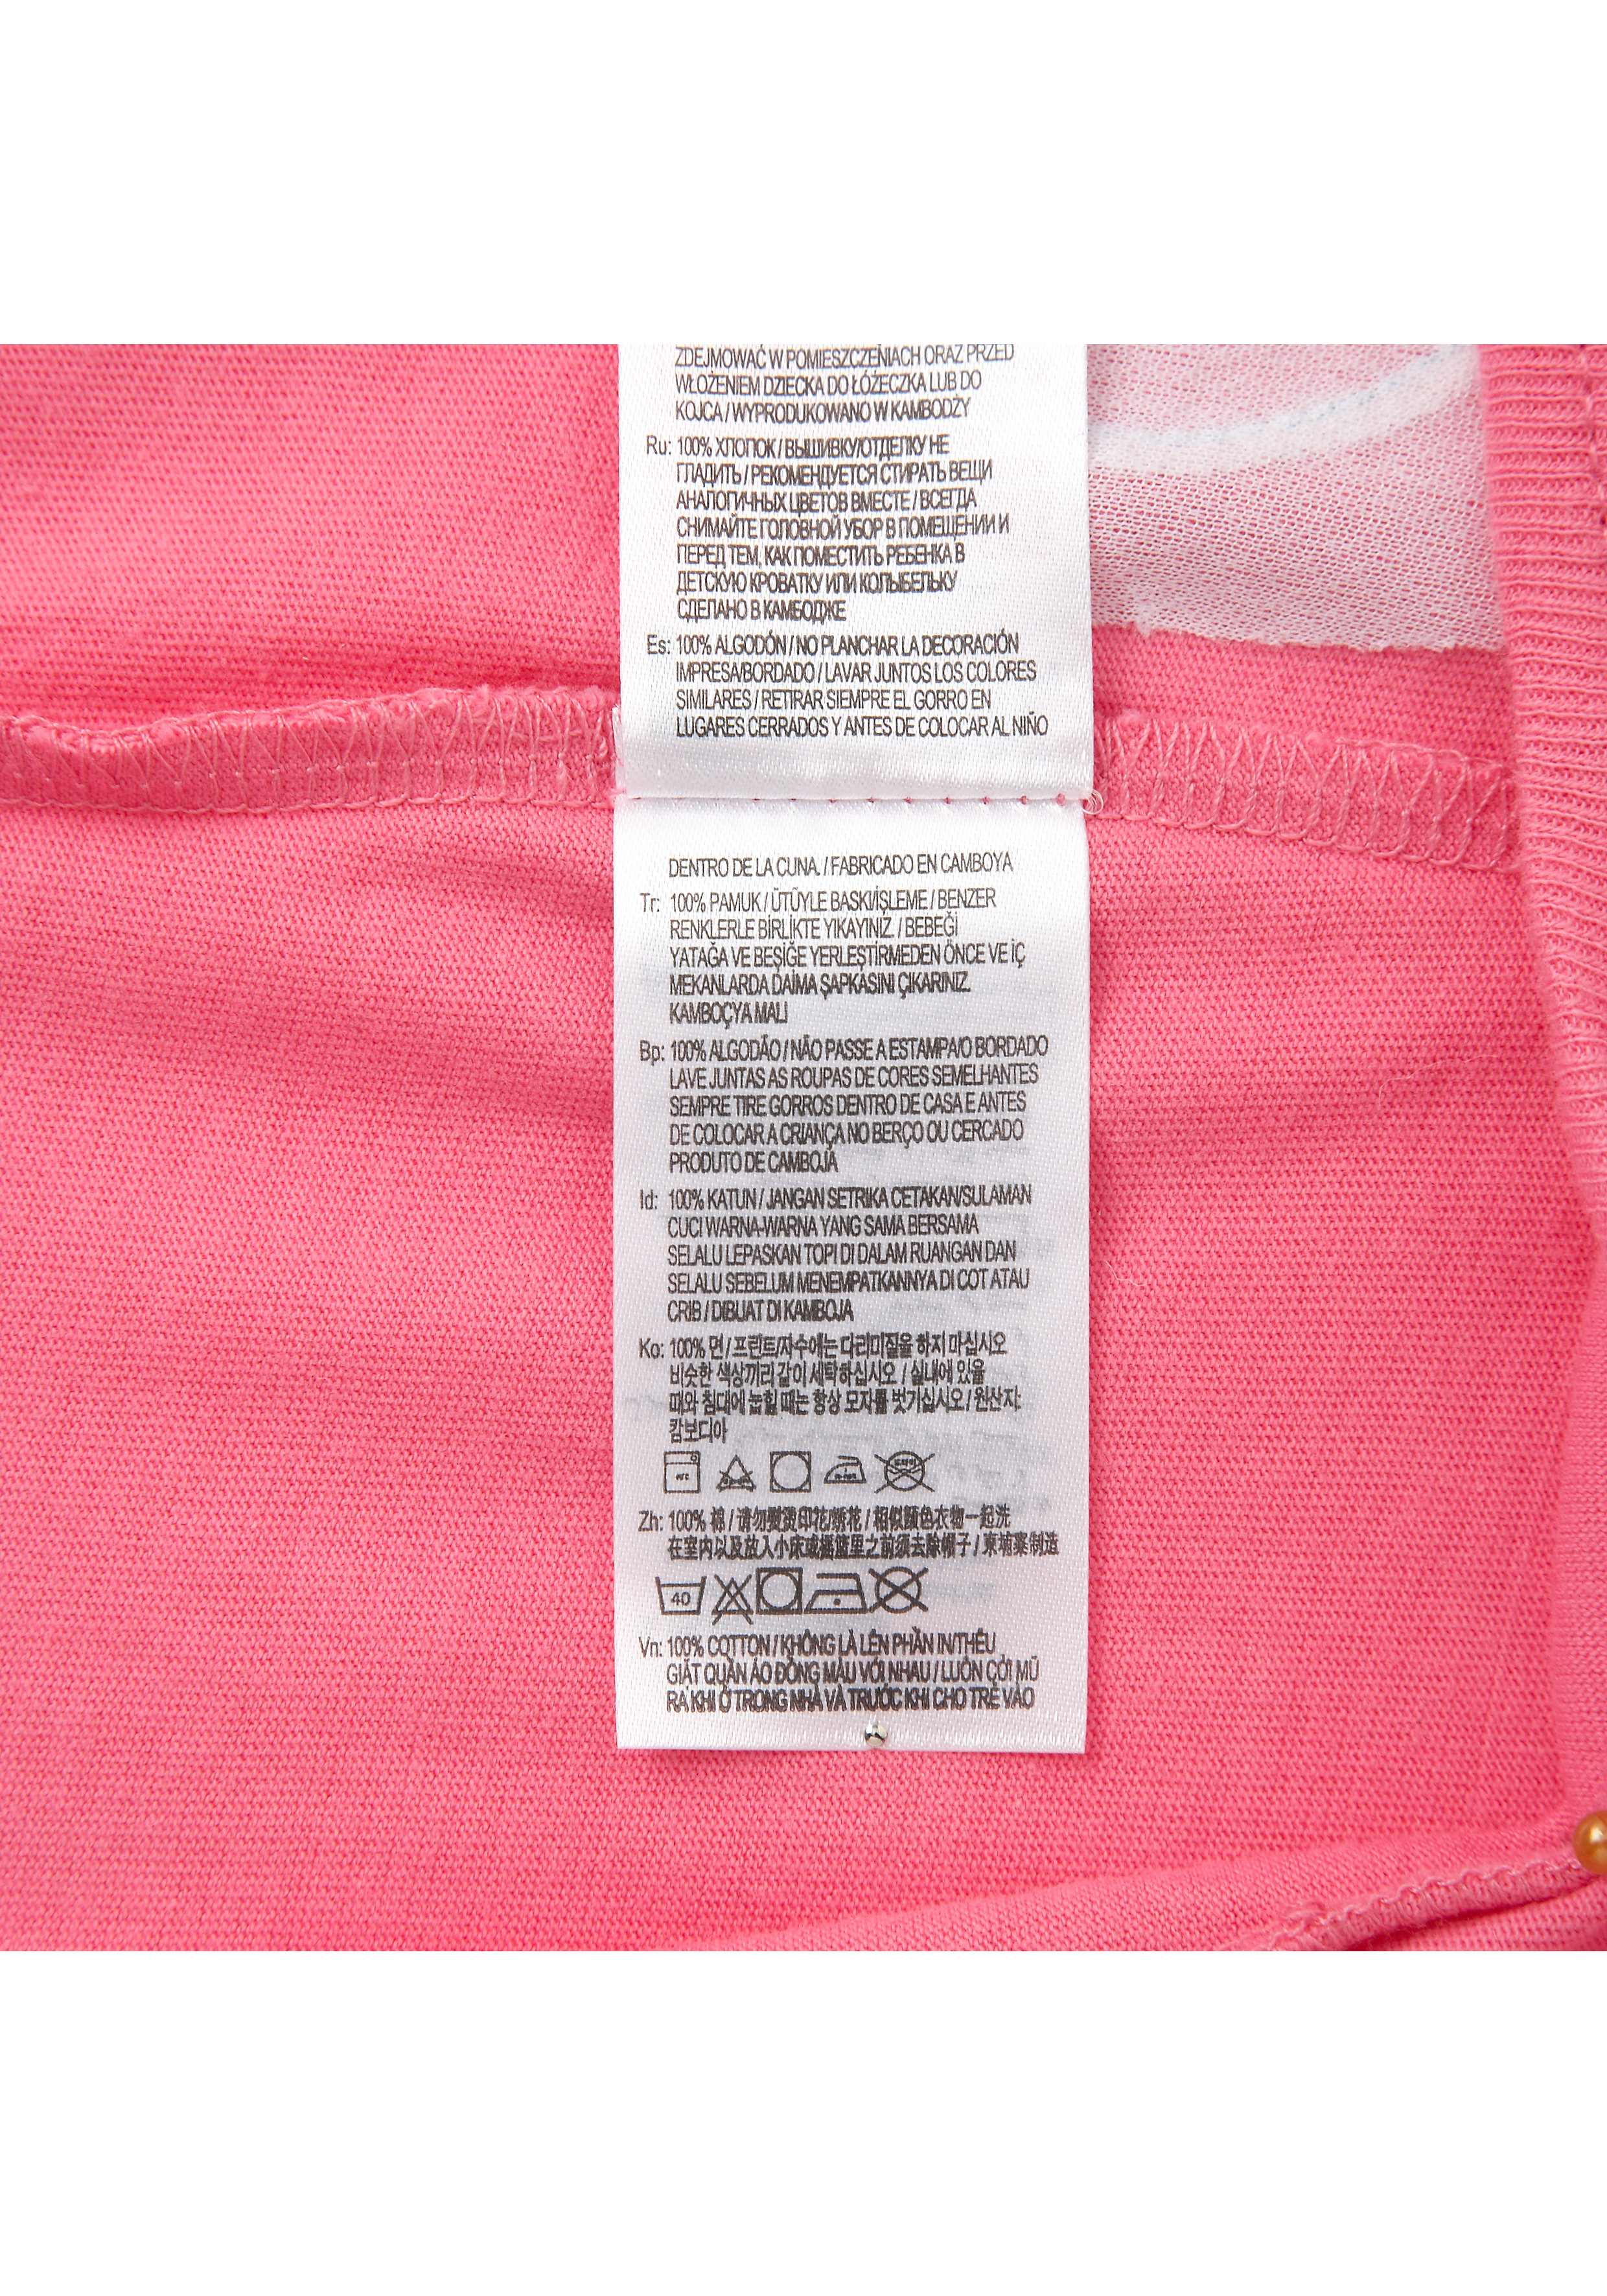 ZDEJMOWAĆ W POMIESZCZENIACH ORAZ PRZED
WŁOŻENIEM DZIECKA DO ŁÓŻECZKA LUB DO
KOJCA / WYPRODUKOWANO W KAMBODŻY
Ru: 100% ХЛОПОК / ВЫШИВКУ/ОТДЕЛКУ НЕ
ГЛАДИТЬ / РЕКОМЕНДУЕТСЯ СТИРАТЬ ВЕЩИ
АНАЛОГИЧНЫХ ЦВЕТОВ ВМЕСТЕ / ВСЕГДА
СНИМАЙТЕ ГОЛОВНОЙ УБОР В ПОМЕЩЕНИИ И
ПЕРЕД ТЕМ, КАК ПОМЕСТИТЬ РЕБЕНКА В
ДЕТСКУЮ КРОВАТКУ ИЛИ КОЛЫБЕЛЬКУ
СДЕЛАНО В КАМБОДЖЕ
Es: 100% ALGODÓN / NO PLANCHAR LA DECORACIÓN
IMPRESA/BORDADO / LAVAR JUNTOS LOS COLORES
SIMILARES / RETIRAR SIEMPRE EL GORRO EN
LUGARES CERRADOS Y ANTES DE COLOCAR AL NIÑO
DENTRO DE LA CUNA. / FABRICADO EN CAMBOYA
Tr: 100% PAMUK / ÜTÜYLE BASKI/İŞLEME / BENZER
RENKLERLE BİRLİKTE YIKAYINIZ. / BEBEĞİ
YATAĞA VE BEŞİĞE YERLEŞTİRMEDEN ÖNCE VE İÇ
MEKANLARDA DAİMA ŞAPKASINI ÇIKARINIZ.
KAMBOÇYA MALI
Bp: 100% ALGODÃO / NÃO PASSE A ESTAMPA/O BORDADO
LAVE JUNTAS AS ROUPAS DE CORES SEMELHANTES
SEMPRE TIRE GORROS DENTRO DE CASA E ANTES
DE COLOCAR A CRIANÇA NO BERÇO OU CERCADO
PRODUTO DE CAMBOJA
Id: 100% KATUN / JANGAN SETRIKA CETAKAN/SULAMAN
CUCI WARNA-WARNA YANG SAMA BERSAMA
SELALU LEPASKAN TOPI DI DALAM RUANGAN DAN
SELALU SEBELUM MENEMPATKANNYA DI COT ATAU
CRIB / DIBUAT DI KAMBOJA
Ko: 100% 면 / 프린트/자수에는 다리미질을 하지 마십시오
비슷한 색상끼리 같이 세탁하십시오 / 실내에 있을
때와 침대에 눕힐 때는 항상 모자를 벗기십시오 / 원산지:
캄보디아
Zh: 100% 棉 / 请勿熨烫印花/绣花 / 相似颜色衣物一起洗
在室内以及放入小床或摇篮里之前须去除帽子 / 柬埔寨制造
40
Vn: 100% COTTON / KHÔNG LÀ LÊN PHẦN IN/THÊU
GIẶT QUẦN ÁO ĐỒNG MÀU VỚI NHAU / LUÔN CỞI MŨ
RA KHI Ở TRONG NHÀ VÀ TRƯỚC KHI CHO TRẺ VÀO